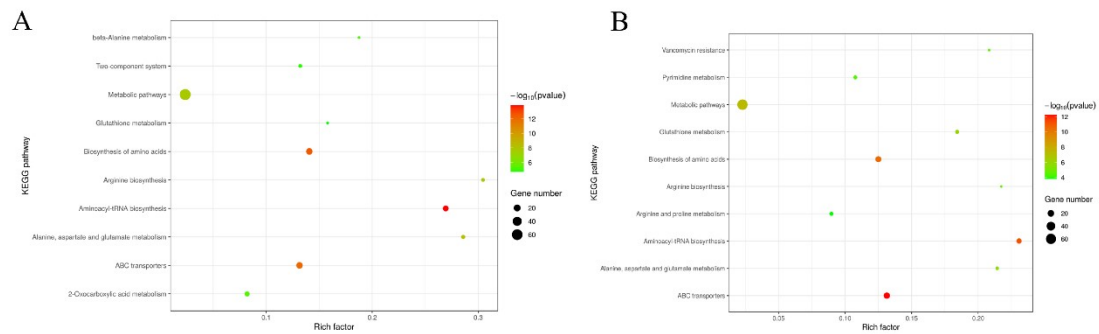 A
KEGG pathway
beta-Alanine metabolism
Two component system
Metabolic pathways
Glutathione metabolism
Biosynthesis of amino acids
Arginine biosynthesis
Aminoacyl-tRNA biosynthesis
Alanine, aspartate and glutamate metabolism
ABC transporters
2-Oxocarboxylic acid metabolism
0.1 0.2 0.3
Rich factor
−log10(pvalue)
12
10
8
6
Gene number
20
40
60
B
KEGG pathway
Vancomycin resistance
Pyrimidine metabolism
Metabolic pathways
Glutathione metabolism
Biosynthesis of amino acids
Arginine biosynthesis
Arginine and proline metabolism
Aminoacyl-tRNA biosynthesis
Alanine, aspartate and glutamate metabolism
ABC transporters
0.05 0.10 0.15 0.20
Rich factor
−log10(pvalue)
12
10
8
6
4
Gene number
20
40
60